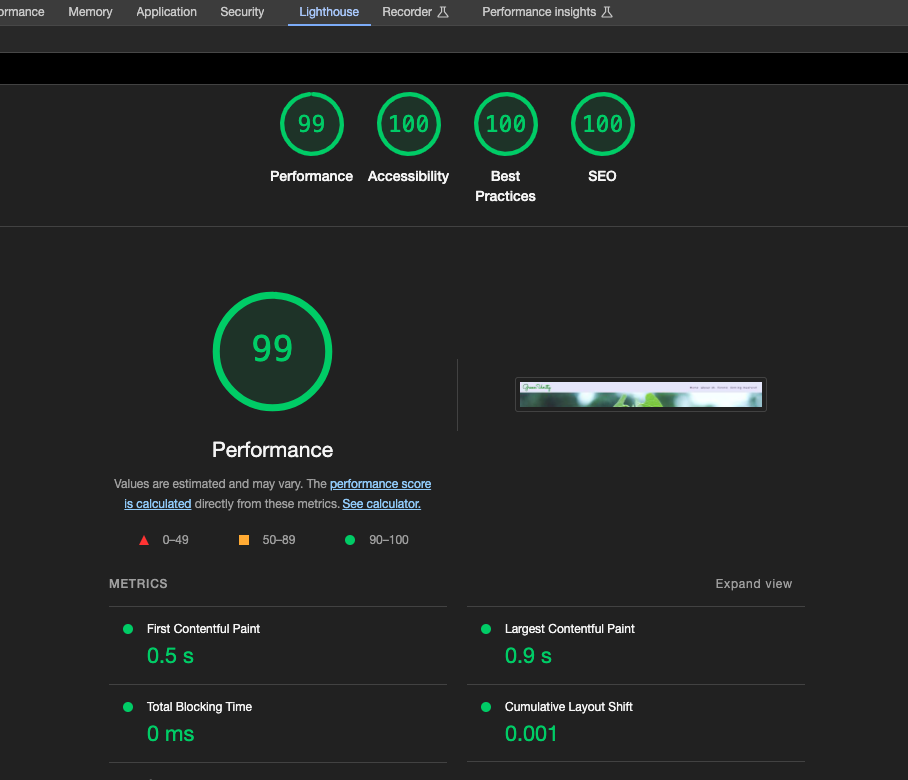 ormance Memory Application Security Lighthouse Recorder Performance insights
99 100 100 100
Performance Accessibility Best Practices SEO
99
Performance
Values are estimated and may vary. The performance score
is calculated directly from these metrics. See calculator.
0–49 50–89 90–100
METRICS Expand view
First Contentful Paint
0.5 s
Largest Contentful Paint
0.9 s
Total Blocking Time
0 ms
Cumulative Layout Shift
0.001